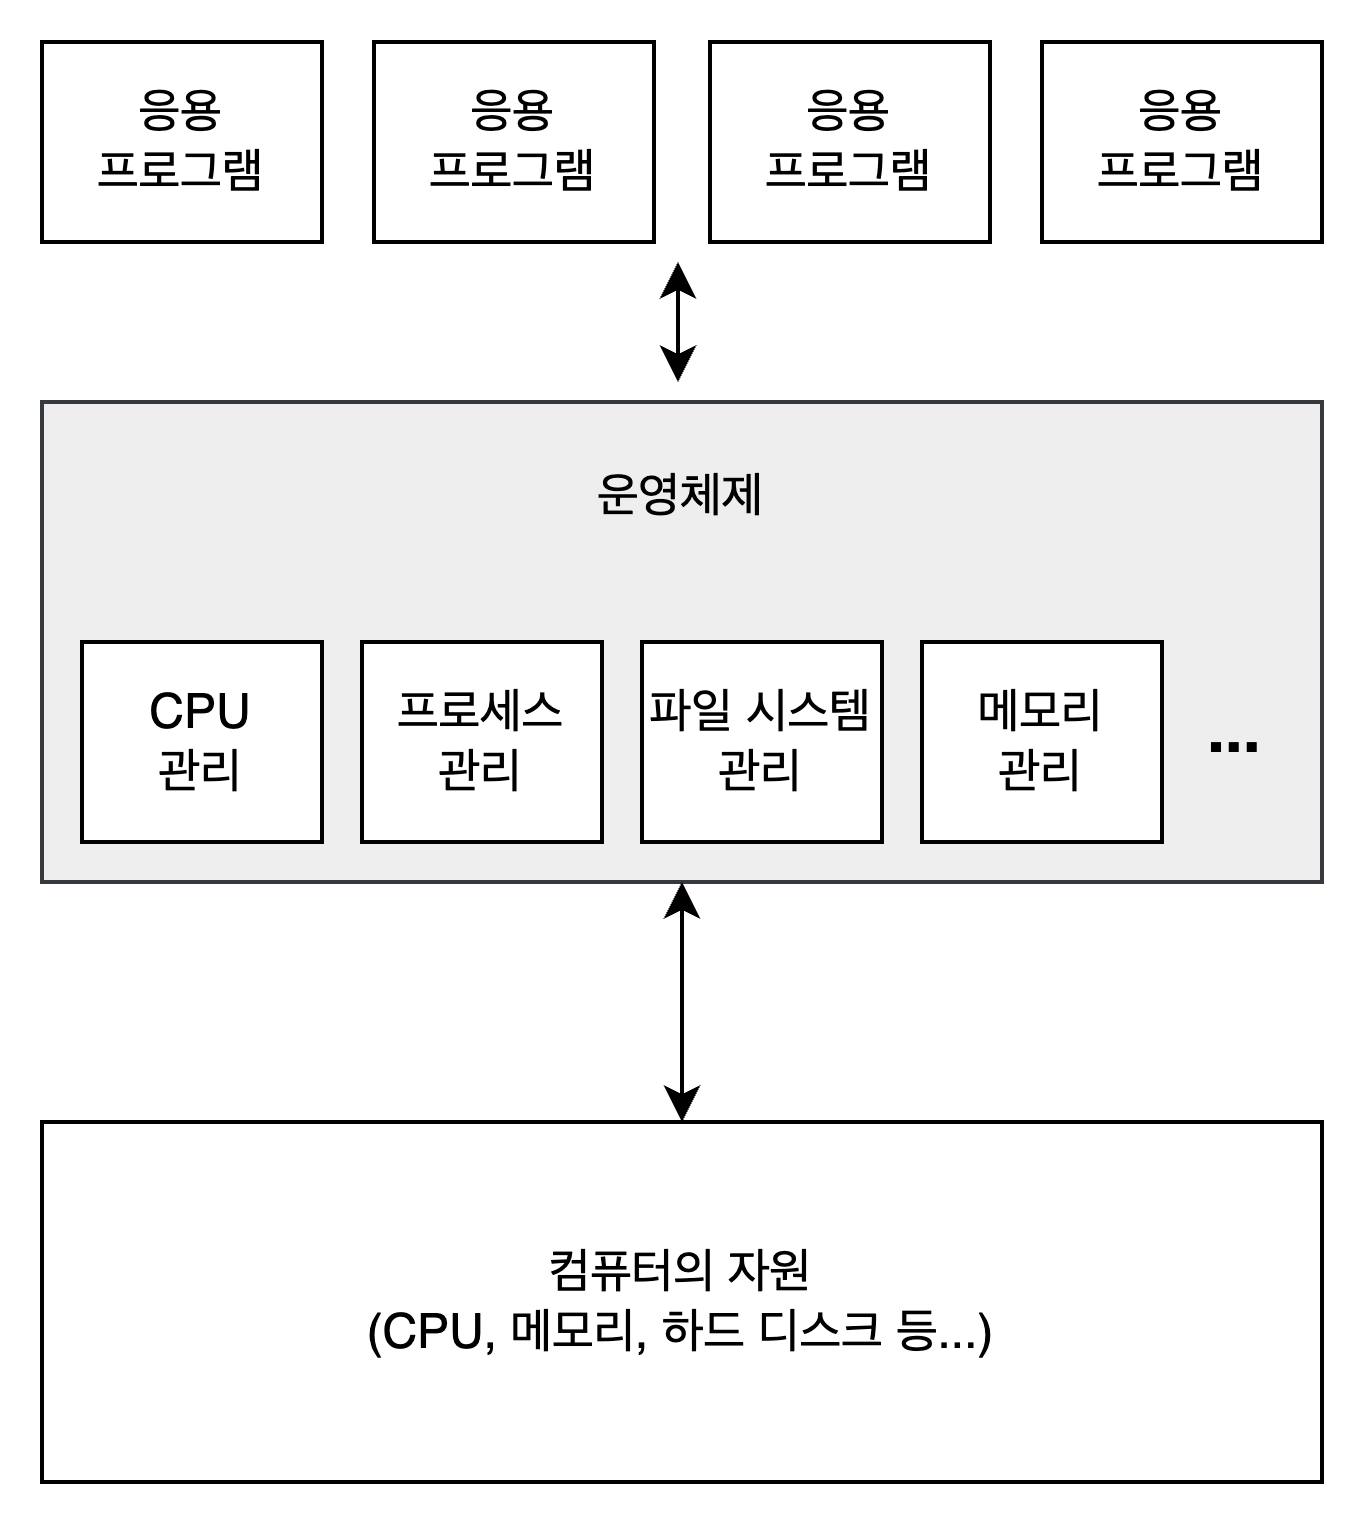 응용
프로그램
응용
프로그램
응용
프로그램
응용
프로그램
운영체제
CPU
관리
프로세스
관리
파일 시스템
관리
메모리
관리
...
컴퓨터의 자원
(CPU, 메모리, 하드 디스크 등...)